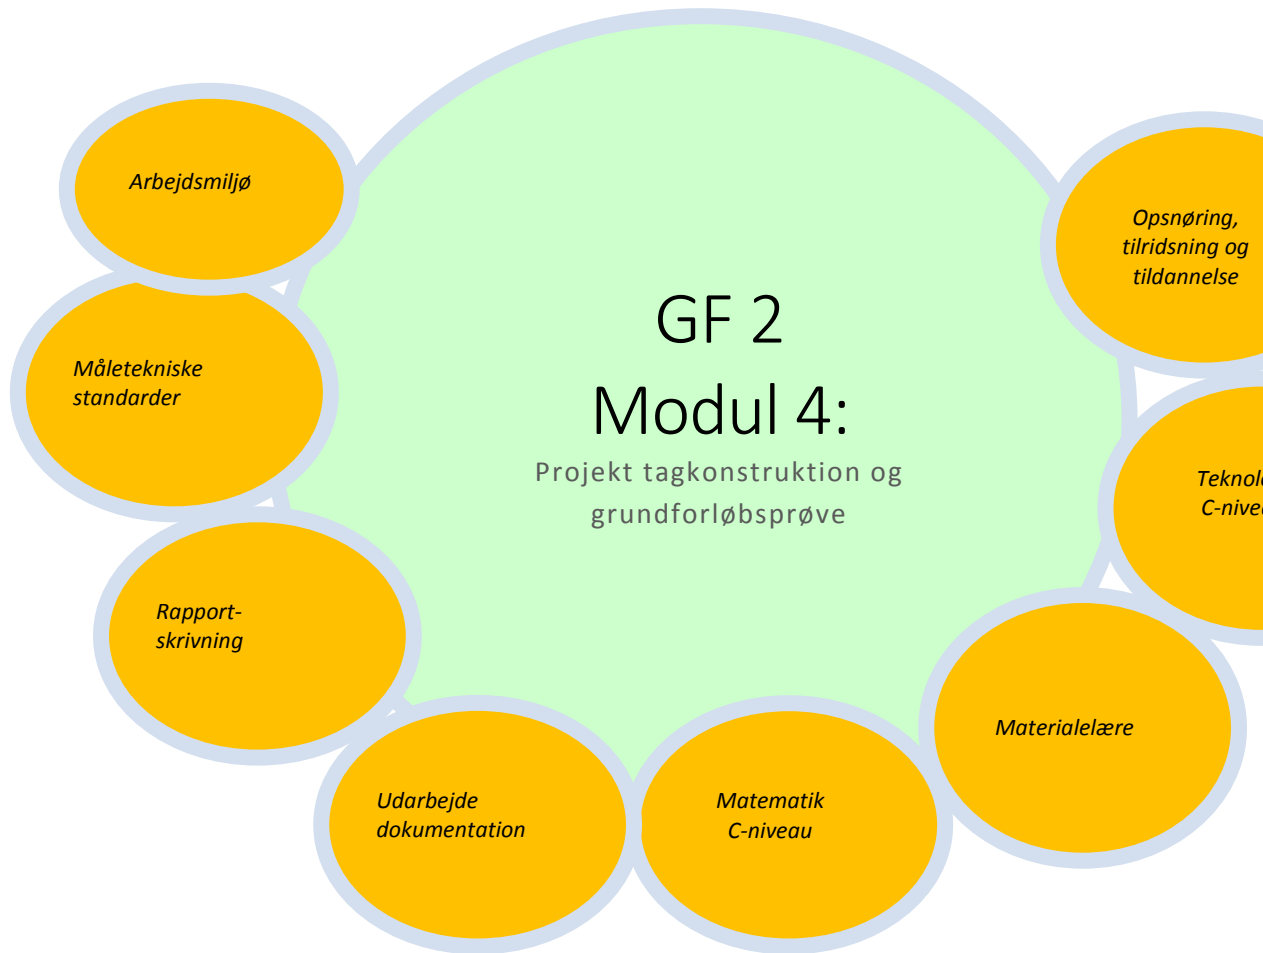 GF 2
Modul 4:
Projekt tagkonstruktion og
grundforløbsprøve
Arbejdsmiljø
Måletekniske
standarder
Rapport-
skrivning
Udarbejde
dokumentation
Matematik
C-niveau
Materialelære
Opsnøring,
tilridsning og
tildannelse